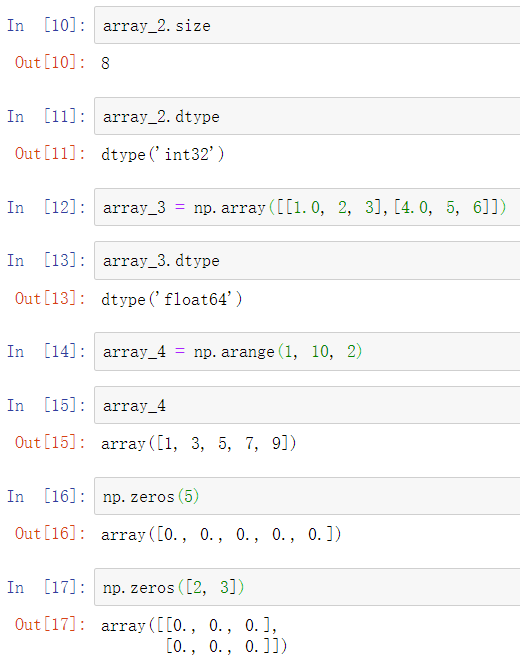 In [10]: array_2.size
Out[10]: 8
In [11]: array_2.dtype
Out[11]: dtype('int32')
In [12]: array_3 = np.array([[1.0, 2, 3],[4.0, 5, 6]])
In [13]: array_3.dtype
Out[13]: dtype('float64')
In [14]: array_4 = np.arange(1, 10, 2)
In [15]: array_4
Out[15]: array([1, 3, 5, 7, 9])
In [16]: np.zeros(5)
Out[16]: array([0., 0., 0., 0., 0.])
In [17]: np.zeros([2, 3])
Out[17]: array([[0., 0., 0.],
[0., 0., 0.]])